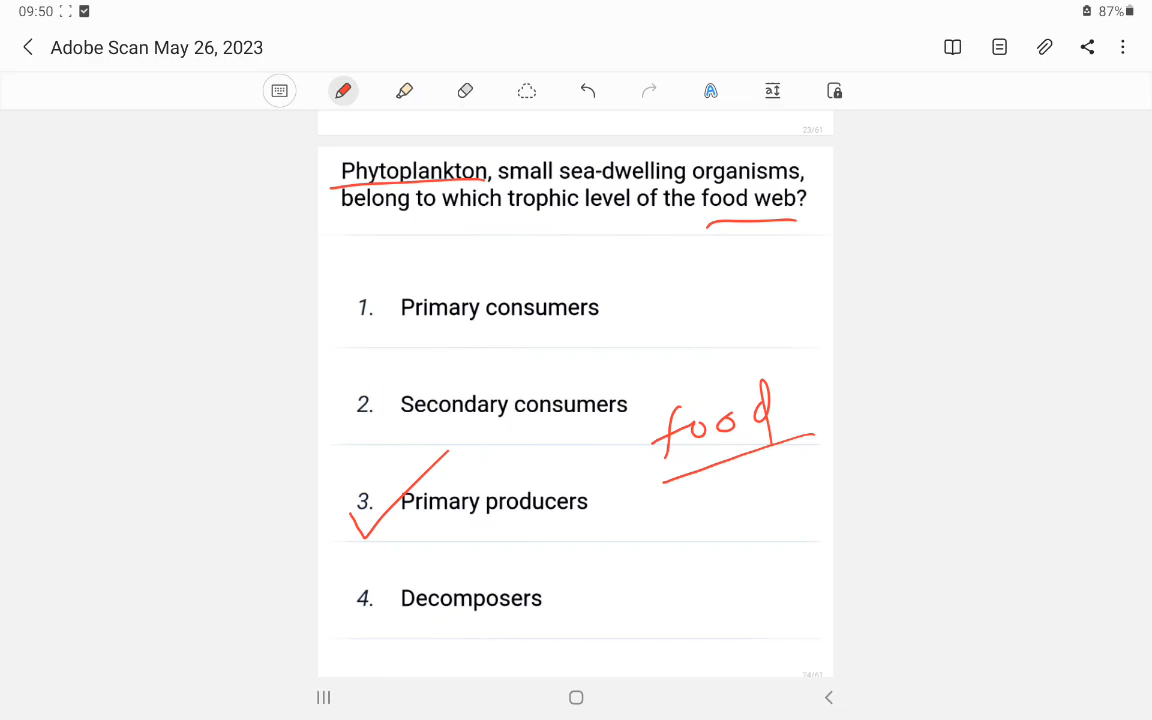 09:50
87%
Adobe Scan May 26, 2023
23/61
Phytoplankton, small sea-dwelling organisms,
belong to which trophic level of the food web?
1. Primary consumers
2. Secondary consumers
food
3. Primary producers
4. Decomposers
24/61